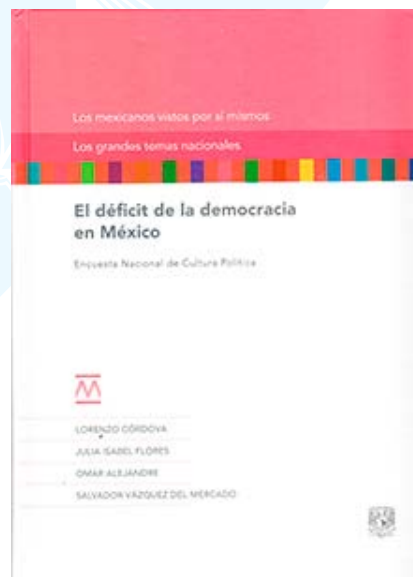 Los mexicanos vistos por sí mismos
Los grandes temas nacionales
El déficit de la democracia
en México
Encuesta Nacional de Cultura Política
M
LORENZO CÓRDOVA
JULIA ISABEL FLORES
OMAR ALEJANDRE
SALVADOR VÁZQUEZ DEL MERCADO